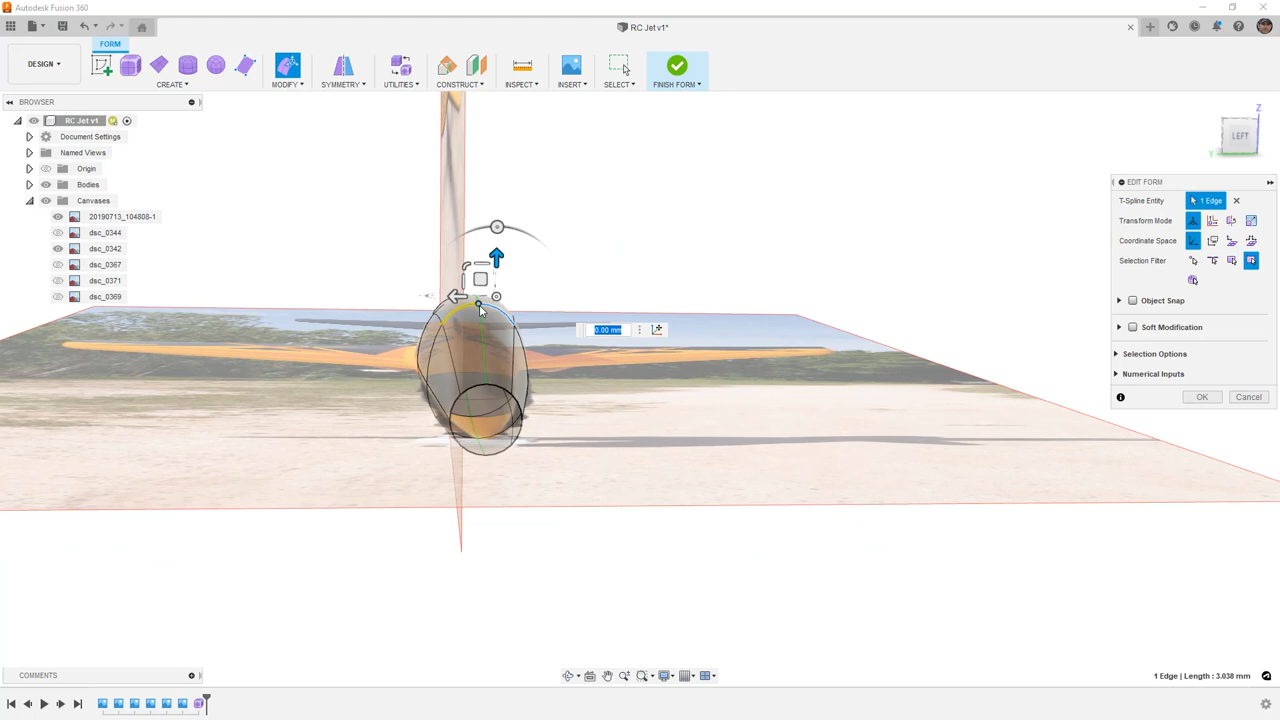 Autodesk Fusion 360
RC Jet v1*
FORM
DESIGN
CREATE
MODIFY
SYMMETRY
UTILITIES
CONSTRUCT
INSPECT
INSERT
SELECT
FINISH FORM
BROWSER
RC Jet v1
Document Settings
Named Views
Origin
Bodies
Canvases
20190713_104808-1
dsc_0344
dsc_0342
dsc_0367
dsc_0371
dsc_0369
0.00 mm
Z
LEFT
Y
EDIT FORM
T-Spline Entity 1 Edge
Transform Mode
Coordinate Space
Selection Filter
Object Snap
Soft Modification
Selection Options
Numerical Inputs
OK Cancel
COMMENTS
1 Edge | Length : 3.038 mm